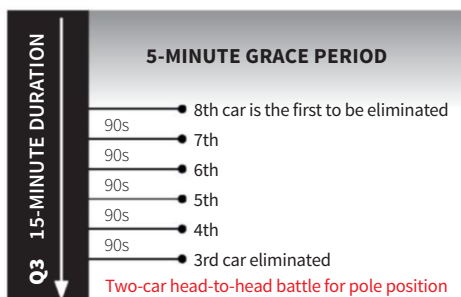 Q3 15-MINUTE DURATION
5-MINUTE GRACE PERIOD
8th car is the first to be eliminated
90s
7th
90s
6th
90s
5th
90s
4th
90s
3rd car eliminated
Two-car head-to-head battle for pole position